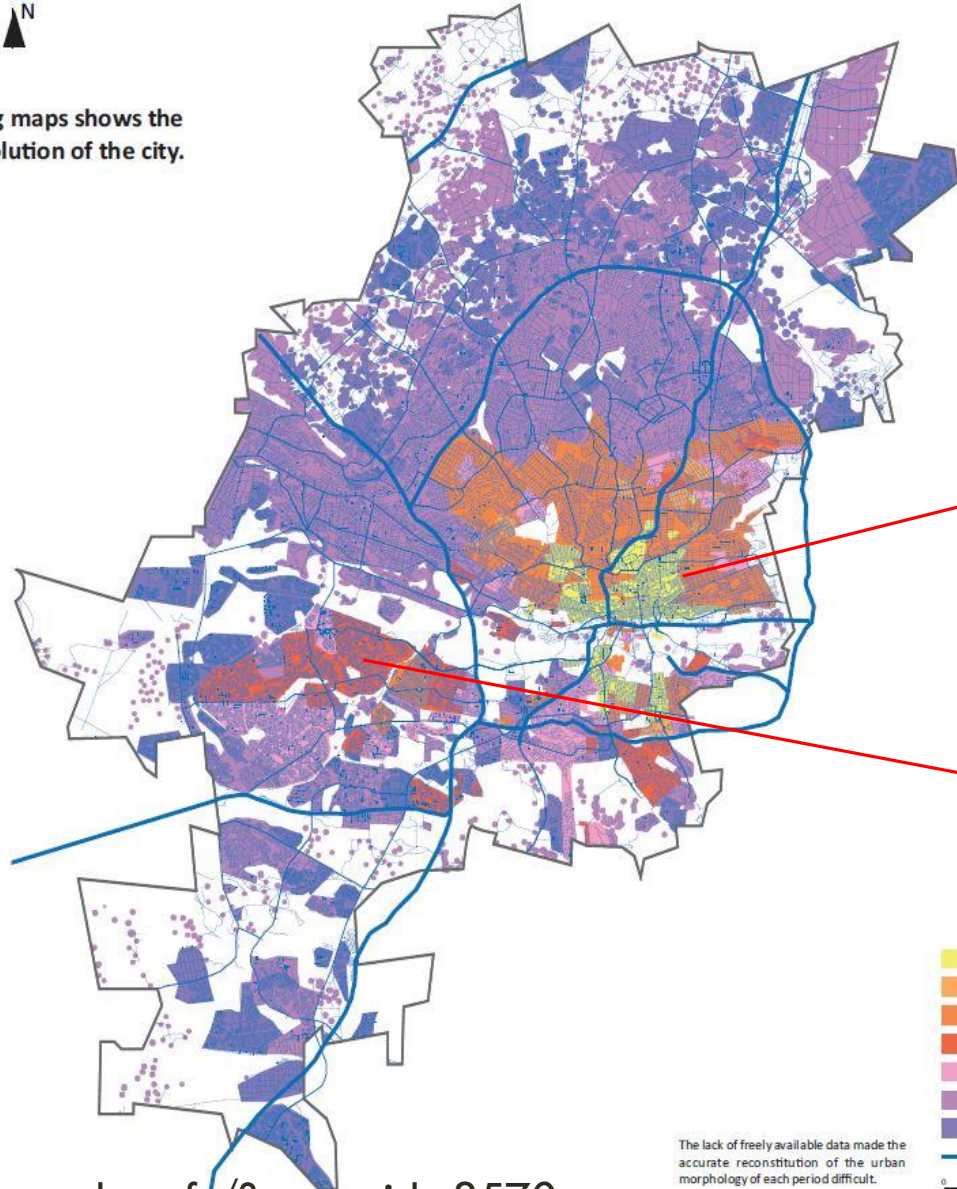 N
maps shows the
of the city.
The lack of freely available data made the
accurate reconstitution of the urban
morphology of each period difficult.
0